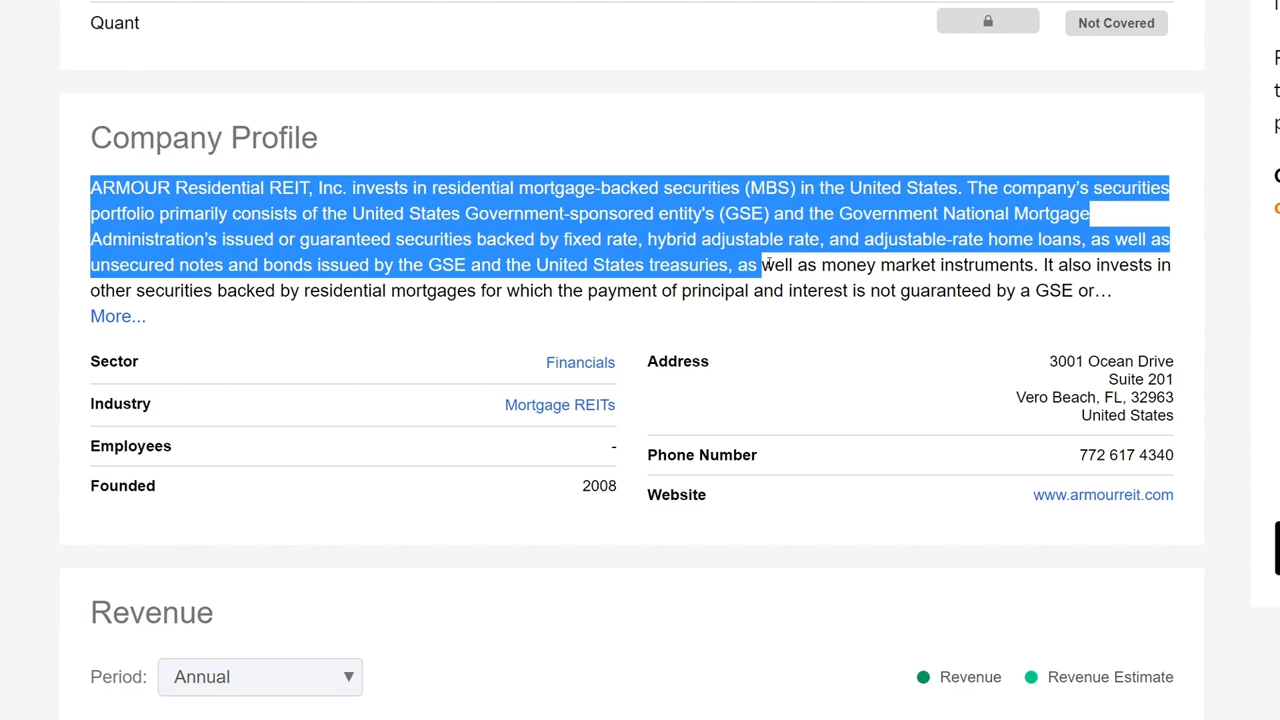 Quant
Not Covered
Company Profile
ARMOUR Residential REIT, Inc. invests in residential mortgage-backed securities (MBS) in the United States. The company’s securities
portfolio primarily consists of the United States Government-sponsored entity's (GSE) and the Government National Mortgage
Administration’s issued or guaranteed securities backed by fixed rate, hybrid adjustable rate, and adjustable-rate home loans, as well as
unsecured notes and bonds issued by the GSE and the United States treasuries, as well as money market instruments. It also invests in
other securities backed by residential mortgages for which the payment of principal and interest is not guaranteed by a GSE or…
More...
Sector Financials
Industry Mortgage REITs
Employees -
Founded 2008
Address 3001 Ocean Drive
Suite 201
Vero Beach, FL, 32963
United States
Phone Number 772 617 4340
Website www.armourreit.com
Revenue
Period: Annual
Revenue Revenue Estimate